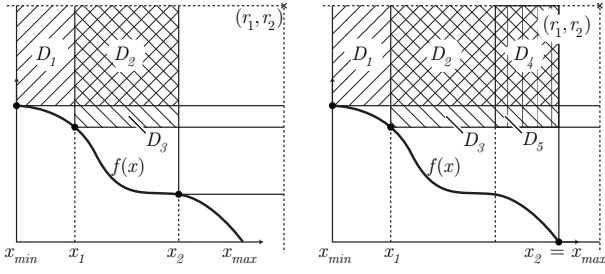 (r1, r2)
D1
D2
D3
f(x)
xmin
x1
x2
xmax
(r1, r2)
D1
D2
D4
D3
D5
f(x)
xmin
x1
x2 = xmax